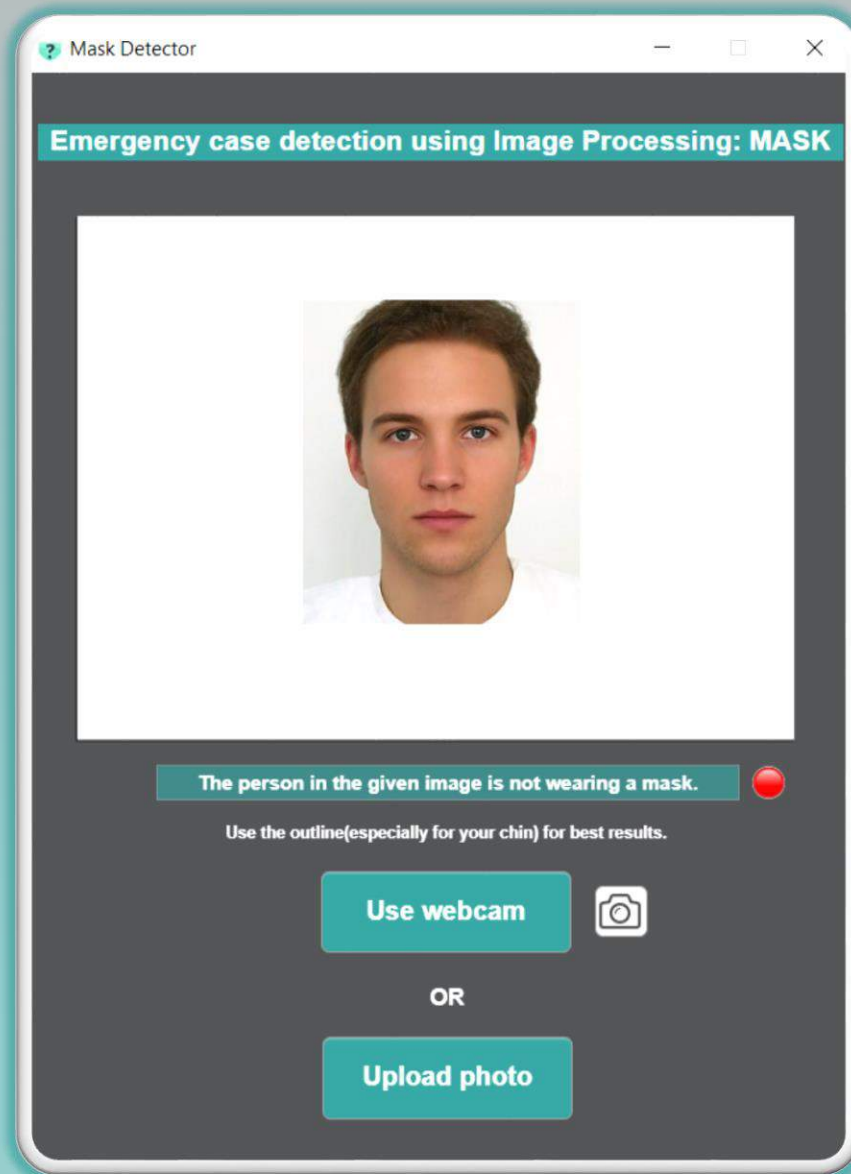 Mask Detector
Emergency case detection using Image Processing: MASK
The person in the given image is not wearing a mask.
Use the outline(especially for your chin) for best results.
Use webcam
OR
Upload photo